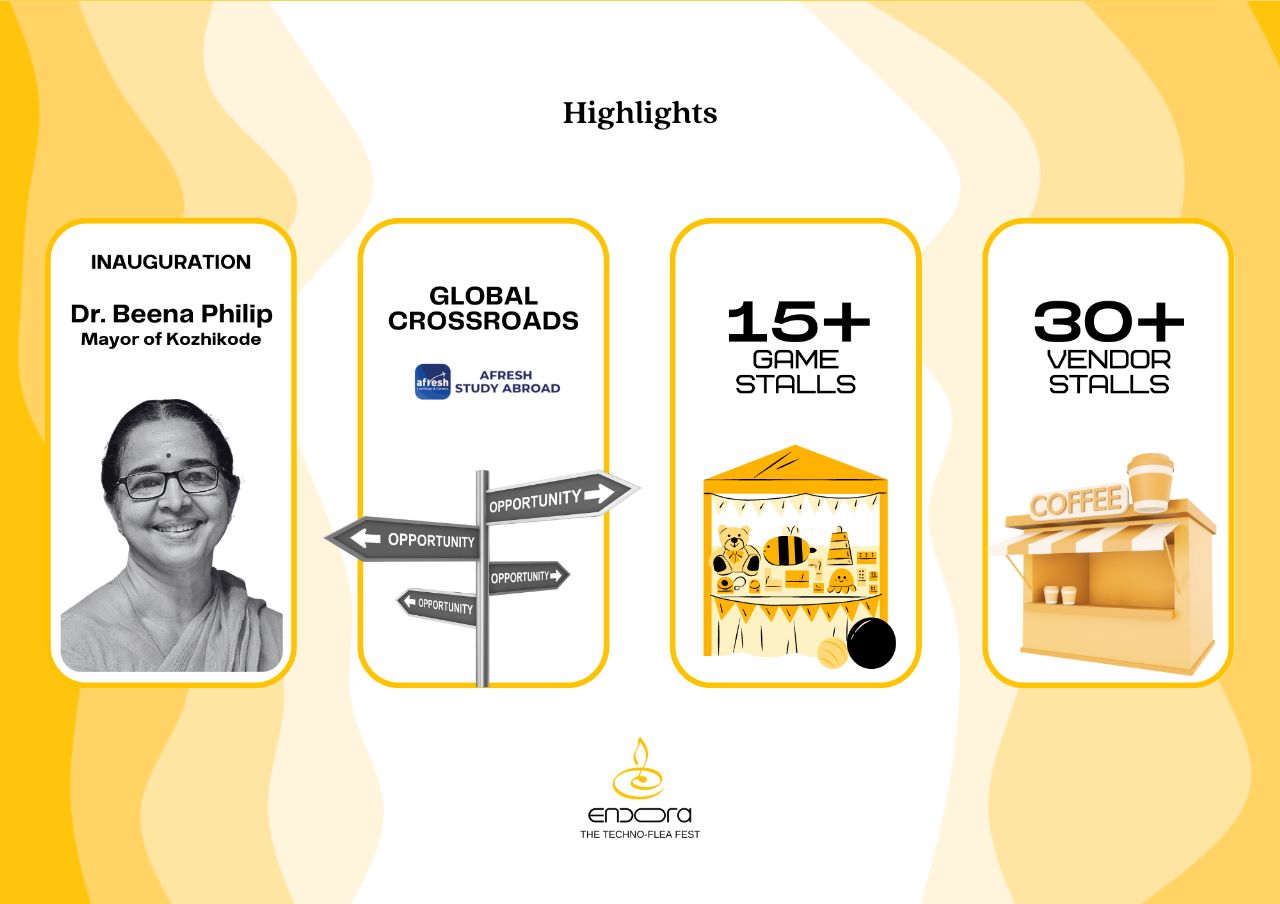 Highlights
INAUGURATION
Dr. Beena Philip
Mayor of Kozhikode
GLOBAL
CROSSROADS
afresh
AFRESH
STUDY ABROAD
OPPORTUNITY
OPPORTUNITY
OPPORTUNITY
OPPORTUNITY
15+
GAME
STALLS
30+
VENDOR
STALLS
COFFEE
ENDORA
THE TECHNO-FLEA FEST